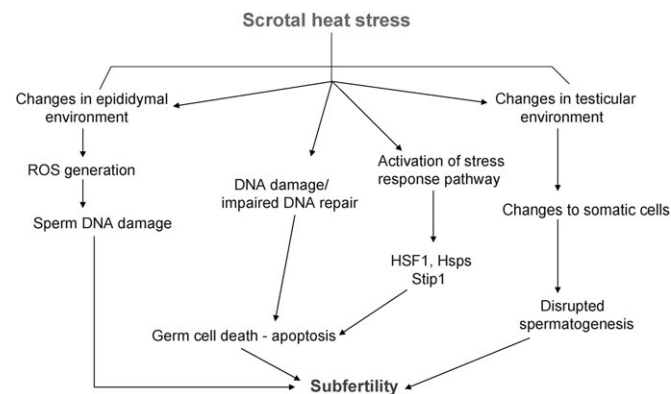 Scrotal heat stress
Changes in epididymal
environment
Changes in testicular
environment
ROS generation
Activation of stress
response pathway
DNA damage/
impaired DNA repair
Sperm DNA damage
Changes to somatic cells
HSF1, Hsps
Stip1
Disrupted
spermatogenesis
Germ cell death - apoptosis
Subfertility